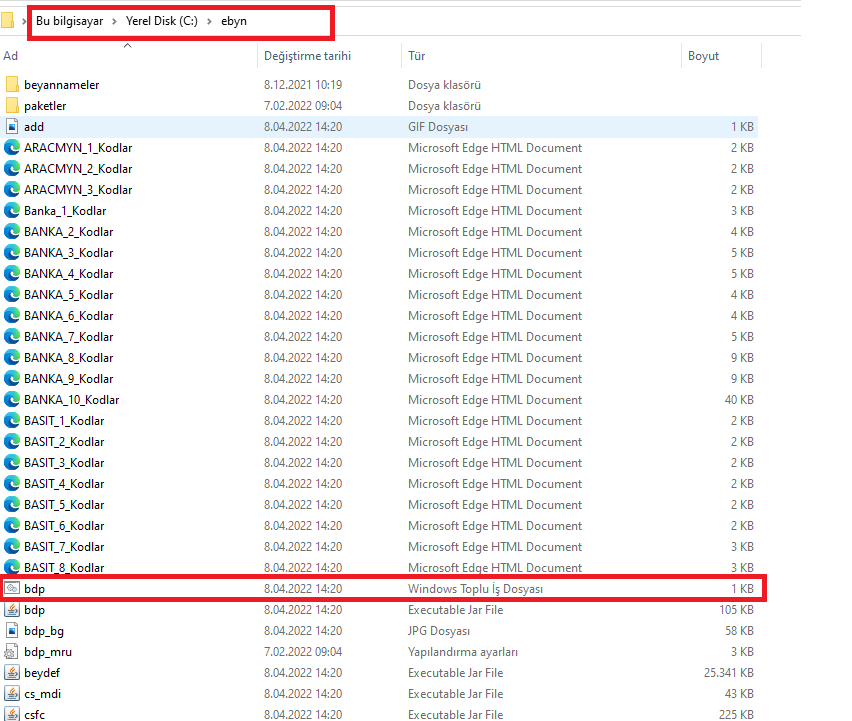 Bu bilgisayar > Yerel Disk (C:) > ebyn
Ad Değiştirme tarihi Tür Boyut
beyannameler 8.12.2021 10:19 Dosya klasörü
paketler 7.02.2022 09:04 Dosya klasörü
add 8.04.2022 14:20 GIF Dosyası 1 KB
ARACMYN_1_Kodlar 8.04.2022 14:20 Microsoft Edge HTML Document 2 KB
ARACMYN_2_Kodlar 8.04.2022 14:20 Microsoft Edge HTML Document 2 KB
ARACMYN_3_Kodlar 8.04.2022 14:20 Microsoft Edge HTML Document 2 KB
Banka_1_Kodlar 8.04.2022 14:20 Microsoft Edge HTML Document 3 KB
BANKA_2_Kodlar 8.04.2022 14:20 Microsoft Edge HTML Document 4 KB
BANKA_3_Kodlar 8.04.2022 14:20 Microsoft Edge HTML Document 5 KB
BANKA_4_Kodlar 8.04.2022 14:20 Microsoft Edge HTML Document 5 KB
BANKA_5_Kodlar 8.04.2022 14:20 Microsoft Edge HTML Document 4 KB
BANKA_6_Kodlar 8.04.2022 14:20 Microsoft Edge HTML Document 4 KB
BANKA_7_Kodlar 8.04.2022 14:20 Microsoft Edge HTML Document 5 KB
BANKA_8_Kodlar 8.04.2022 14:20 Microsoft Edge HTML Document 9 KB
BANKA_9_Kodlar 8.04.2022 14:20 Microsoft Edge HTML Document 9 KB
BANKA_10_Kodlar 8.04.2022 14:20 Microsoft Edge HTML Document 40 KB
BASIT_1_Kodlar 8.04.2022 14:20 Microsoft Edge HTML Document 2 KB
BASIT_2_Kodlar 8.04.2022 14:20 Microsoft Edge HTML Document 2 KB
BASIT_3_Kodlar 8.04.2022 14:20 Microsoft Edge HTML Document 2 KB
BASIT_4_Kodlar 8.04.2022 14:20 Microsoft Edge HTML Document 2 KB
BASIT_5_Kodlar 8.04.2022 14:20 Microsoft Edge HTML Document 2 KB
BASIT_6_Kodlar 8.04.2022 14:20 Microsoft Edge HTML Document 2 KB
BASIT_7_Kodlar 8.04.2022 14:20 Microsoft Edge HTML Document 3 KB
BASIT_8_Kodlar 8.04.2022 14:20 Microsoft Edge HTML Document 3 KB
bdp 8.04.2022 14:20 Windows Toplu İş Dosyası 1 KB
bdp 8.04.2022 14:20 Executable Jar File 105 KB
bdp_bg 8.04.2022 14:20 JPG Dosyası 58 KB
bdp_mru 7.02.2022 09:04 Yapılandırma ayarları 3 KB
beydef 8.04.2022 14:20 Executable Jar File 25.341 KB
cs_mdi 8.04.2022 14:20 Executable Jar File 43 KB
csfc 8.04.2022 14:20 Executable Jar File 225 KB